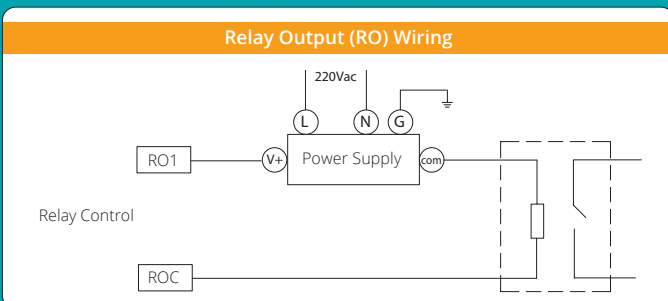 Relay Output (RO) Wiring
220Vac
L
N
G
RO1
V+
Power Supply
com
Relay Control
ROC